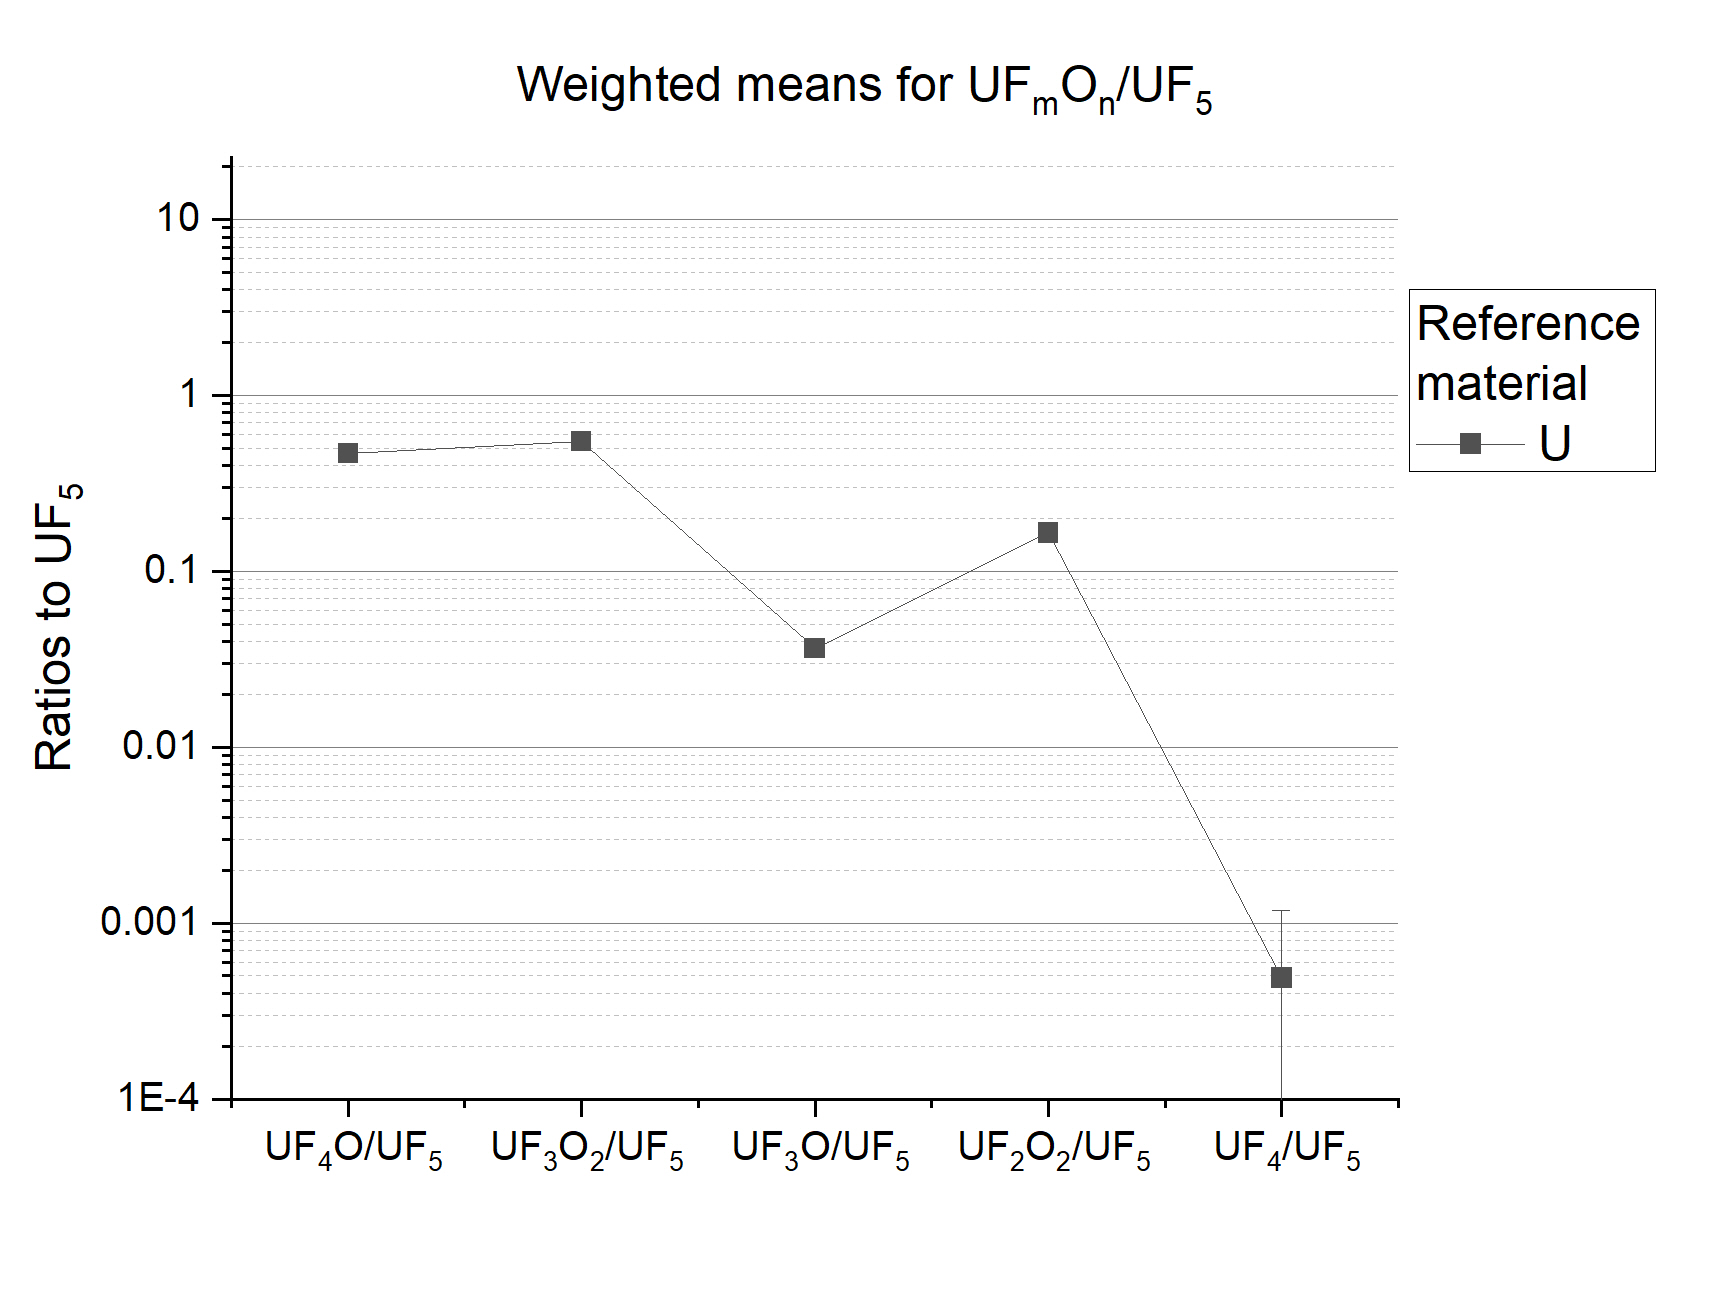 Weighted means for UFₘOₙ/UF₅
10
1
0.1
0.01
0.001
1E-4
Ratios to UF₅
UF₄O/UF₅ UF₃O₂/UF₅ UF₃O/UF₅ UF₂O₂/UF₅ UF₄/UF₅
Reference
material
U